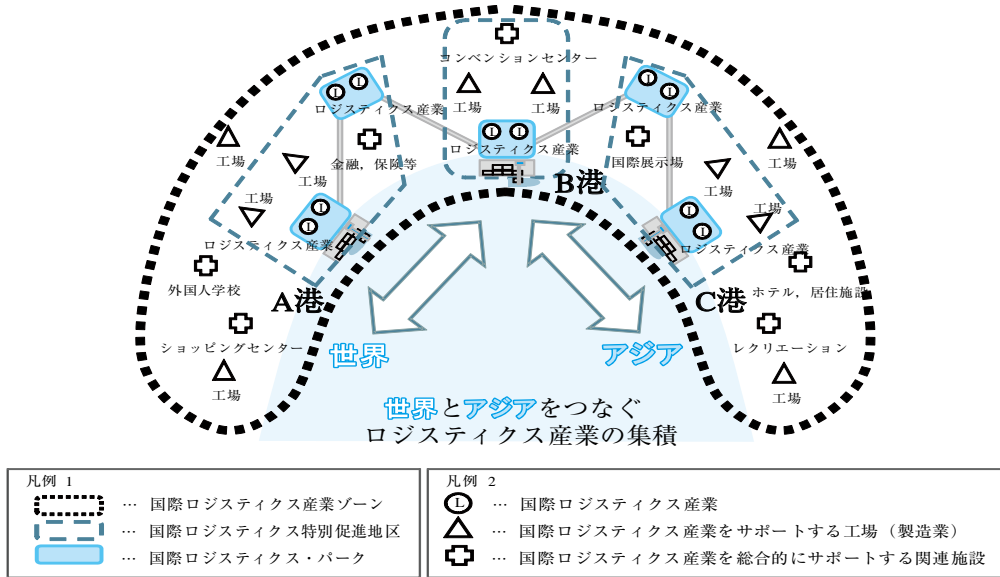 コンベンションセンター
工場
工場
ロジスティクス産業
L
L
ロジスティクス産業
L
L
ロジスティクス産業
L
L
工場
金融，保険等
工場
工場
ロジスティクス産業
L
L
国際展示場
工場
工場
工場
ロジスティクス産業
L
L
B港
外国人学校
A港
C港
ホテル，居住施設
ショッピングセンター
レクリエーション
工場
工場
世界
アジア
世界とアジアをつなぐ
ロジスティクス産業の集積
凡例 1
… 国際ロジスティクス産業ゾーン
… 国際ロジスティクス特別促進地区
… 国際ロジスティクス・パーク
凡例 2
L … 国際ロジスティクス産業
… 国際ロジスティクス産業をサポートする工場（製造業）
… 国際ロジスティクス産業を総合的にサポートする関連施設